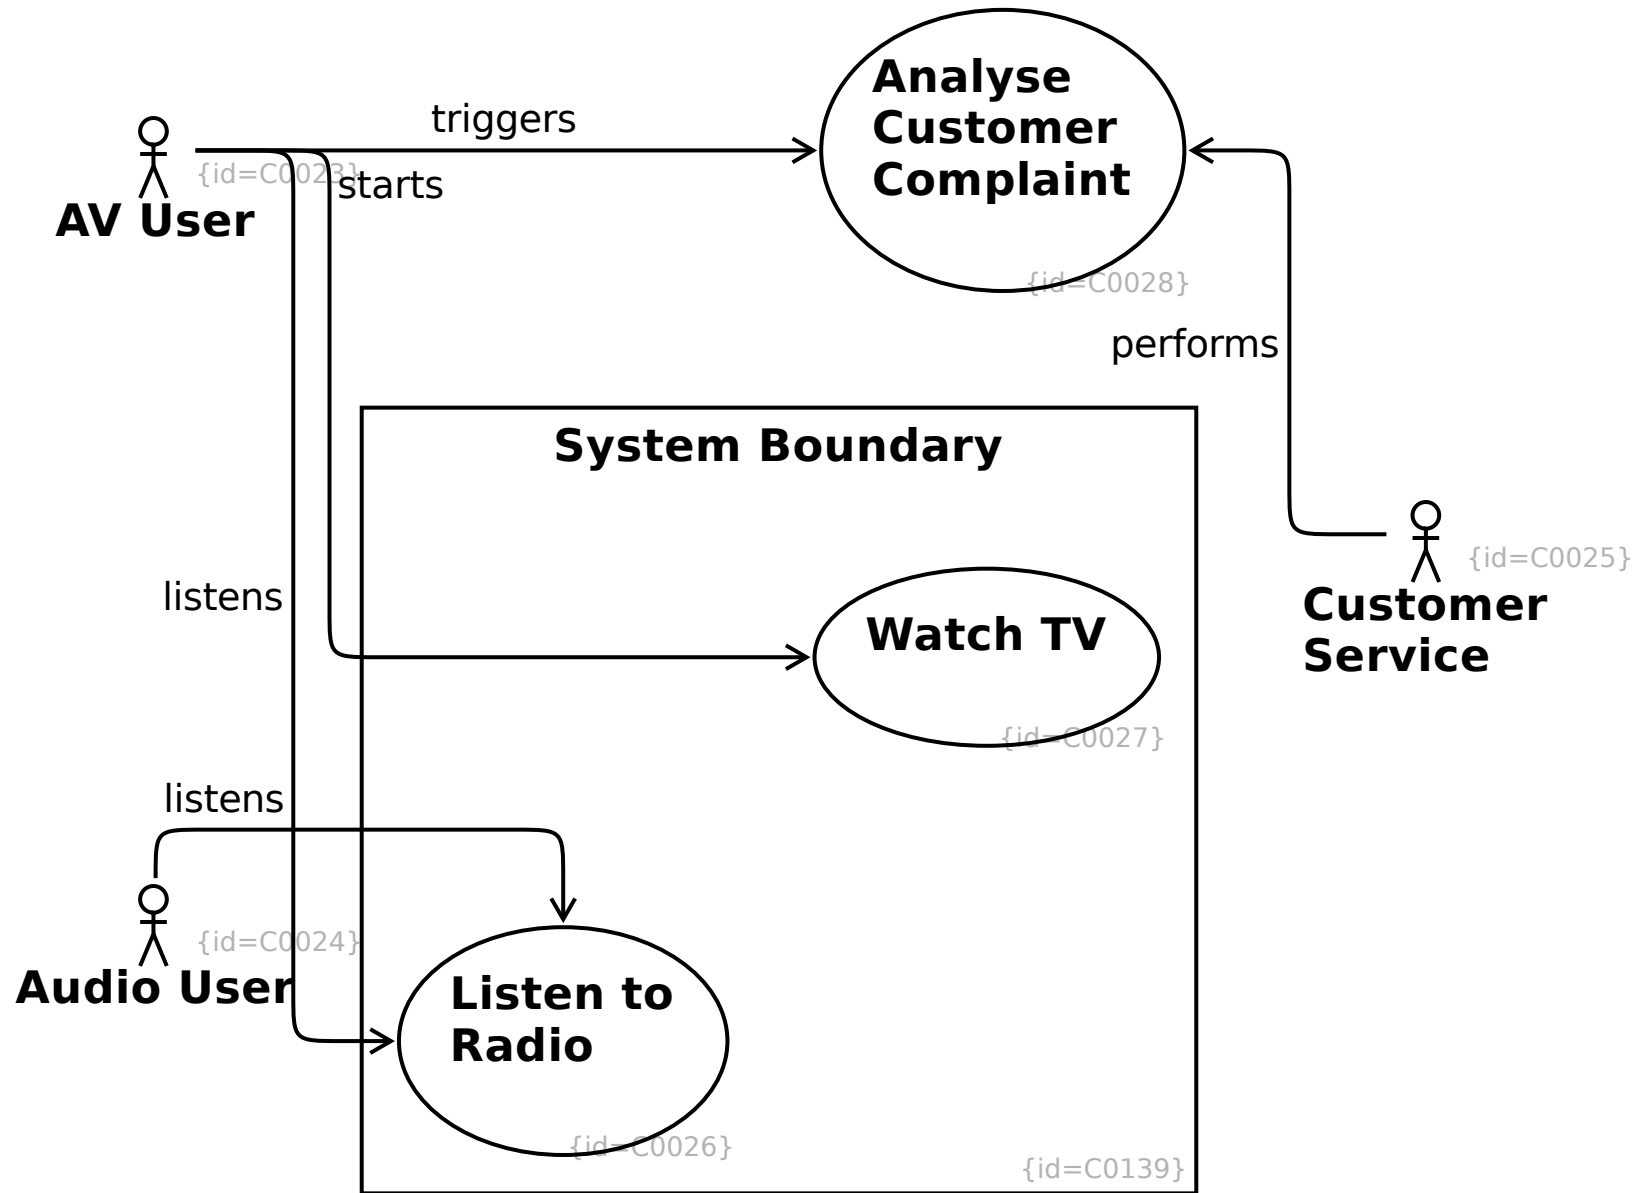 Analyse
Customer
Complaint
{id=C0028}
triggers
{id=C0023}
starts
AV User
performs
System Boundary
{id=C0025}
Customer
Service
listens
Watch TV
{id=C0027}
listens
{id=C0024}
Audio User
Listen to
Radio
{id=C0026}
{id=C0139}